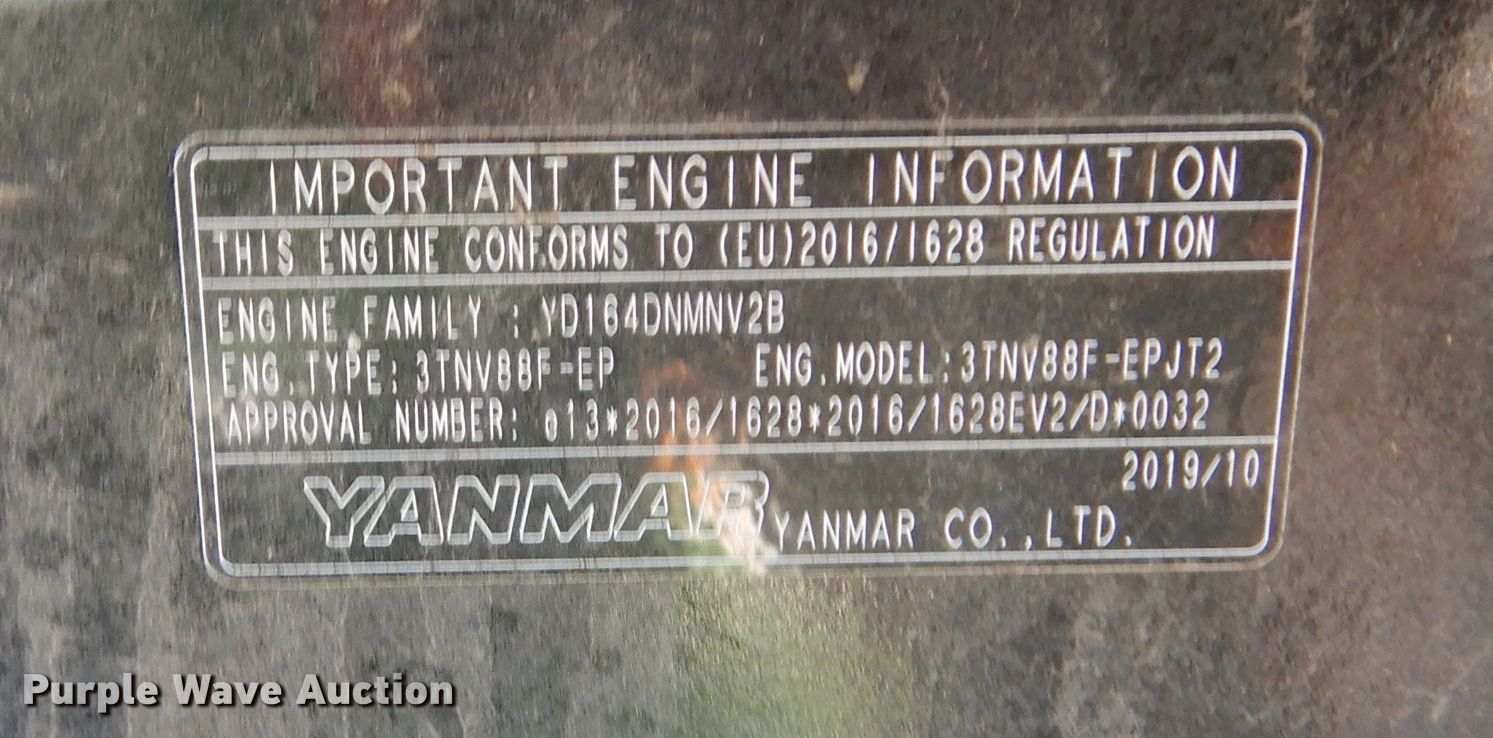 IMPORTANT ENGINE INFORMATION
THIS ENGINE CONFORMS TO (EU)2016/1628 REGULATION
ENGINE FAMILY : YD164DNMNV2B
ENG.TYPE: 3TNV88F-EP ENG.MODEL:3TNV88F-EPJT2
APPROVAL NUMBER: e13*2016/1628*2016/1628EV2/D*0032
2019/10
YANMAR YANMAR CO.,LTD.
Purple Wave Auction